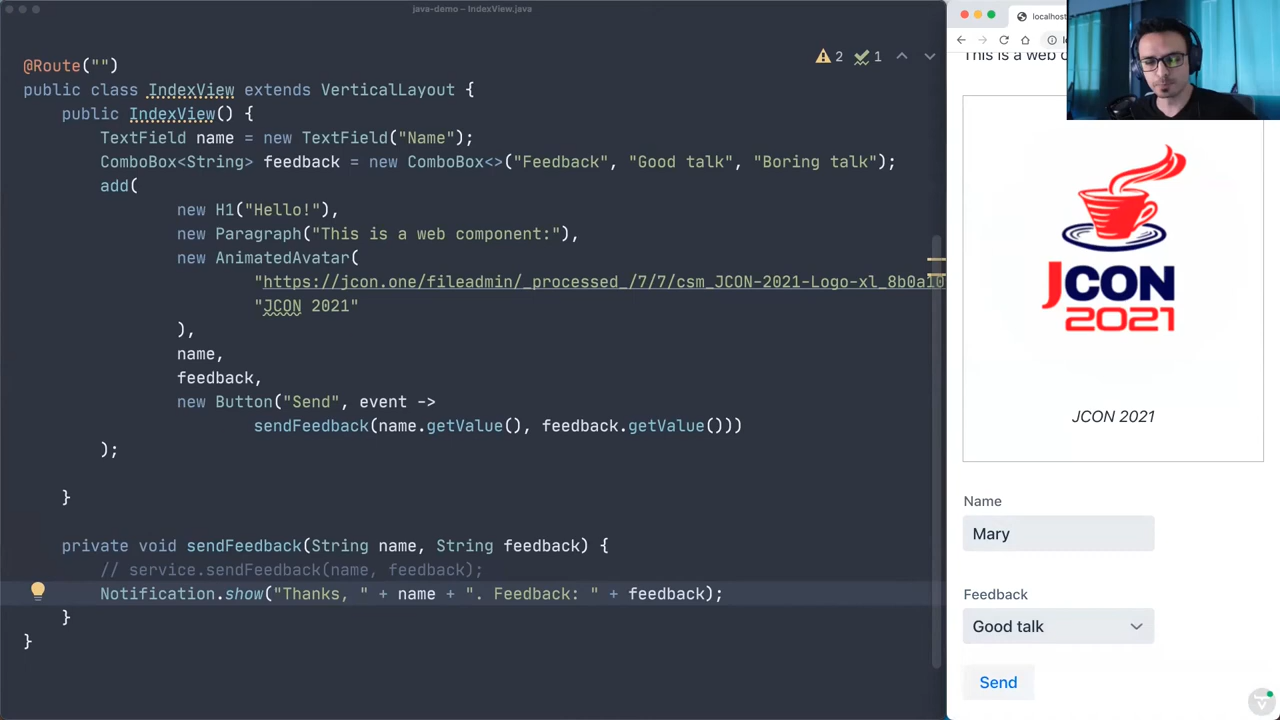 java-demo – IndexView.java
@Route("")
public class IndexView extends VerticalLayout {
public IndexView() {
TextField name = new TextField("Name");
ComboBox<String> feedback = new ComboBox<>("Feedback", "Good talk", "Boring talk");
add(
new H1("Hello!"),
new Paragraph("This is a web component:"),
new AnimatedAvatar(
"https://jcon.one/fileadmin/_processed_/7/7/csm_JCON-2021-Logo-xl_8b0a10
"JCON 2021"
),
name,
feedback,
new Button("Send", event ->
sendFeedback(name.getValue(), feedback.getValue()))
);
}
private void sendFeedback(String name, String feedback) {
// service.sendFeedback(name, feedback);
Notification.show("Thanks, " + name + ". Feedback: " + feedback);
}
}
2
1
localhost
This is a web
JCON
2021
JCON 2021
Name
Mary
Feedback
Good talk
Send